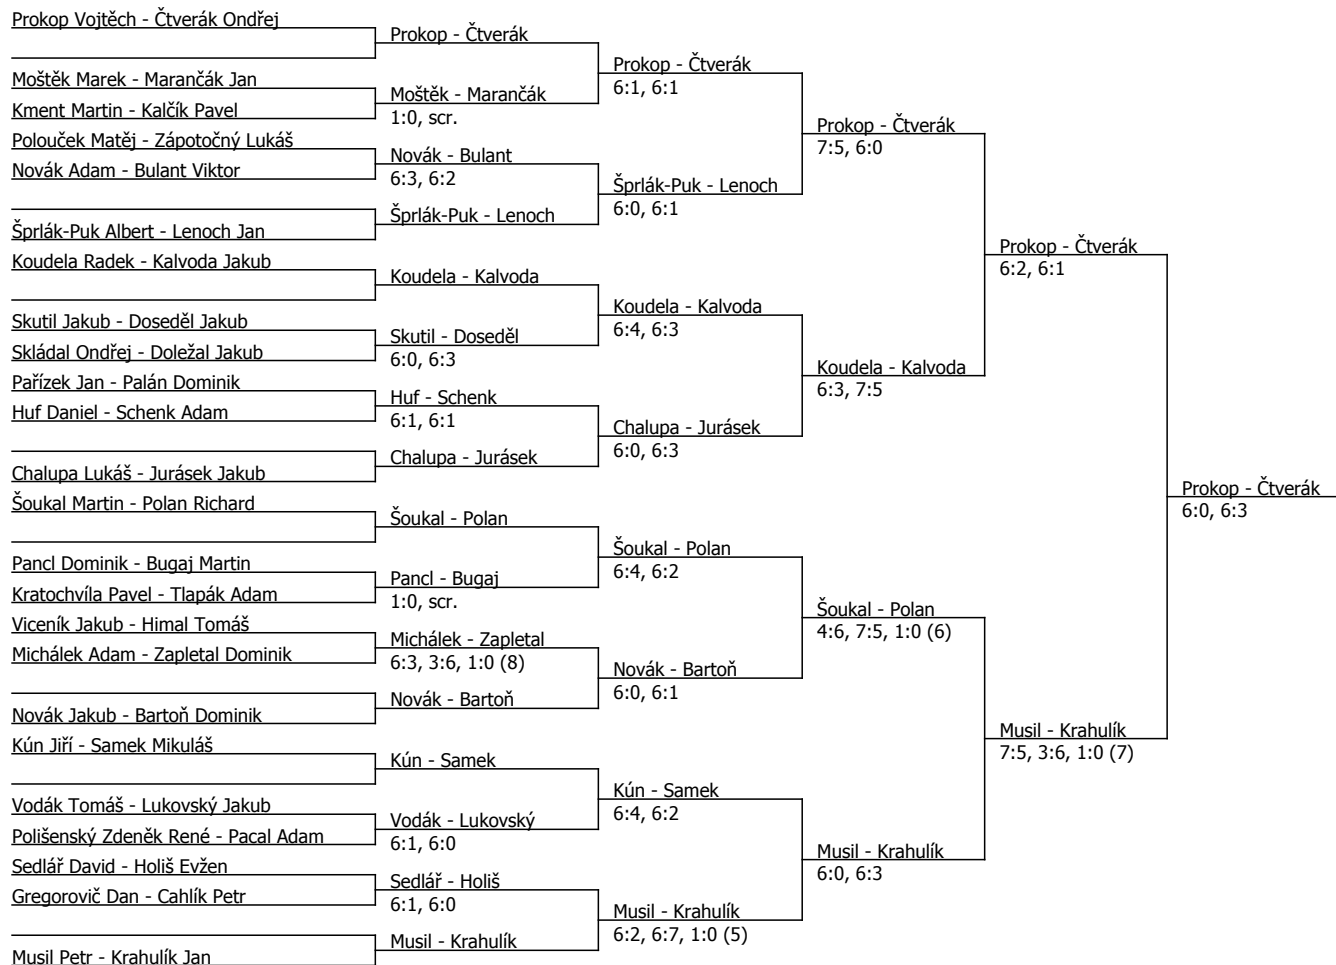 Prokop Vojtěch - Čtverák Ondřej
Moštěk Marek - Marančák Jan
Kment Martin - Kalčík Pavel
Polouček Matěj - Zápotočný Lukáš
Novák Adam - Bulant Viktor
Šprlák-Puk Albert - Lenoch Jan
Koudela Radek - Kalvoda Jakub
Skutil Jakub - Doseděl Jakub
Skládal Ondřej - Doležal Jakub
Pařízek Jan - Palán Dominik
Huf Daniel - Schenk Adam
Chalupa Lukáš - Jurásek Jakub
Šoukal Martin - Polan Richard
Pancl Dominik - Bugaj Martin
Kratochvíla Pavel - Tlapák Adam
Viceník Jakub - Himal Tomáš
Michálek Adam - Zapletal Dominik
Novák Jakub - Bartoň Dominik
Kún Jiří - Samek Mikuláš
Vodák Tomáš - Lukovský Jakub
Polišenský Zdeněk René - Pacal Adam
Sedlář David - Holiš Evžen
Gregorovič Dan - Cahlík Petr
Musil Petr - Krahulík Jan
Prokop - Čtverák
Moštěk - Marančák
1:0, scr.
Novák - Bulant
6:3, 6:2
Šprlák-Puk - Lenoch
Koudela - Kalvoda
Skutil - Doseděl
6:0, 6:3
Huf - Schenk
6:1, 6:1
Chalupa - Jurásek
Šoukal - Polan
Pancl - Bugaj
1:0, scr.
Michálek - Zapletal
6:3, 3:6, 1:0 (8)
Novák - Bartoň
Kún - Samek
Vodák - Lukovský
6:1, 6:0
Sedlář - Holiš
6:1, 6:0
Musil - Krahulík
Prokop - Čtverák
6:1, 6:1
Šprlák-Puk - Lenoch
6:0, 6:1
Koudela - Kalvoda
6:4, 6:3
Chalupa - Jurásek
6:0, 6:3
Šoukal - Polan
6:4, 6:2
Novák - Bartoň
6:0, 6:1
Kún - Samek
6:4, 6:2
Musil - Krahulík
6:2, 6:7, 1:0 (5)
Prokop - Čtverák
7:5, 6:0
Koudela - Kalvoda
6:3, 7:5
Šoukal - Polan
4:6, 7:5, 1:0 (6)
Musil - Krahulík
6:0, 6:3
Prokop - Čtverák
6:2, 6:1
Musil - Krahulík
7:5, 3:6, 1:0 (7)
Prokop - Čtverák
6:0, 6:3